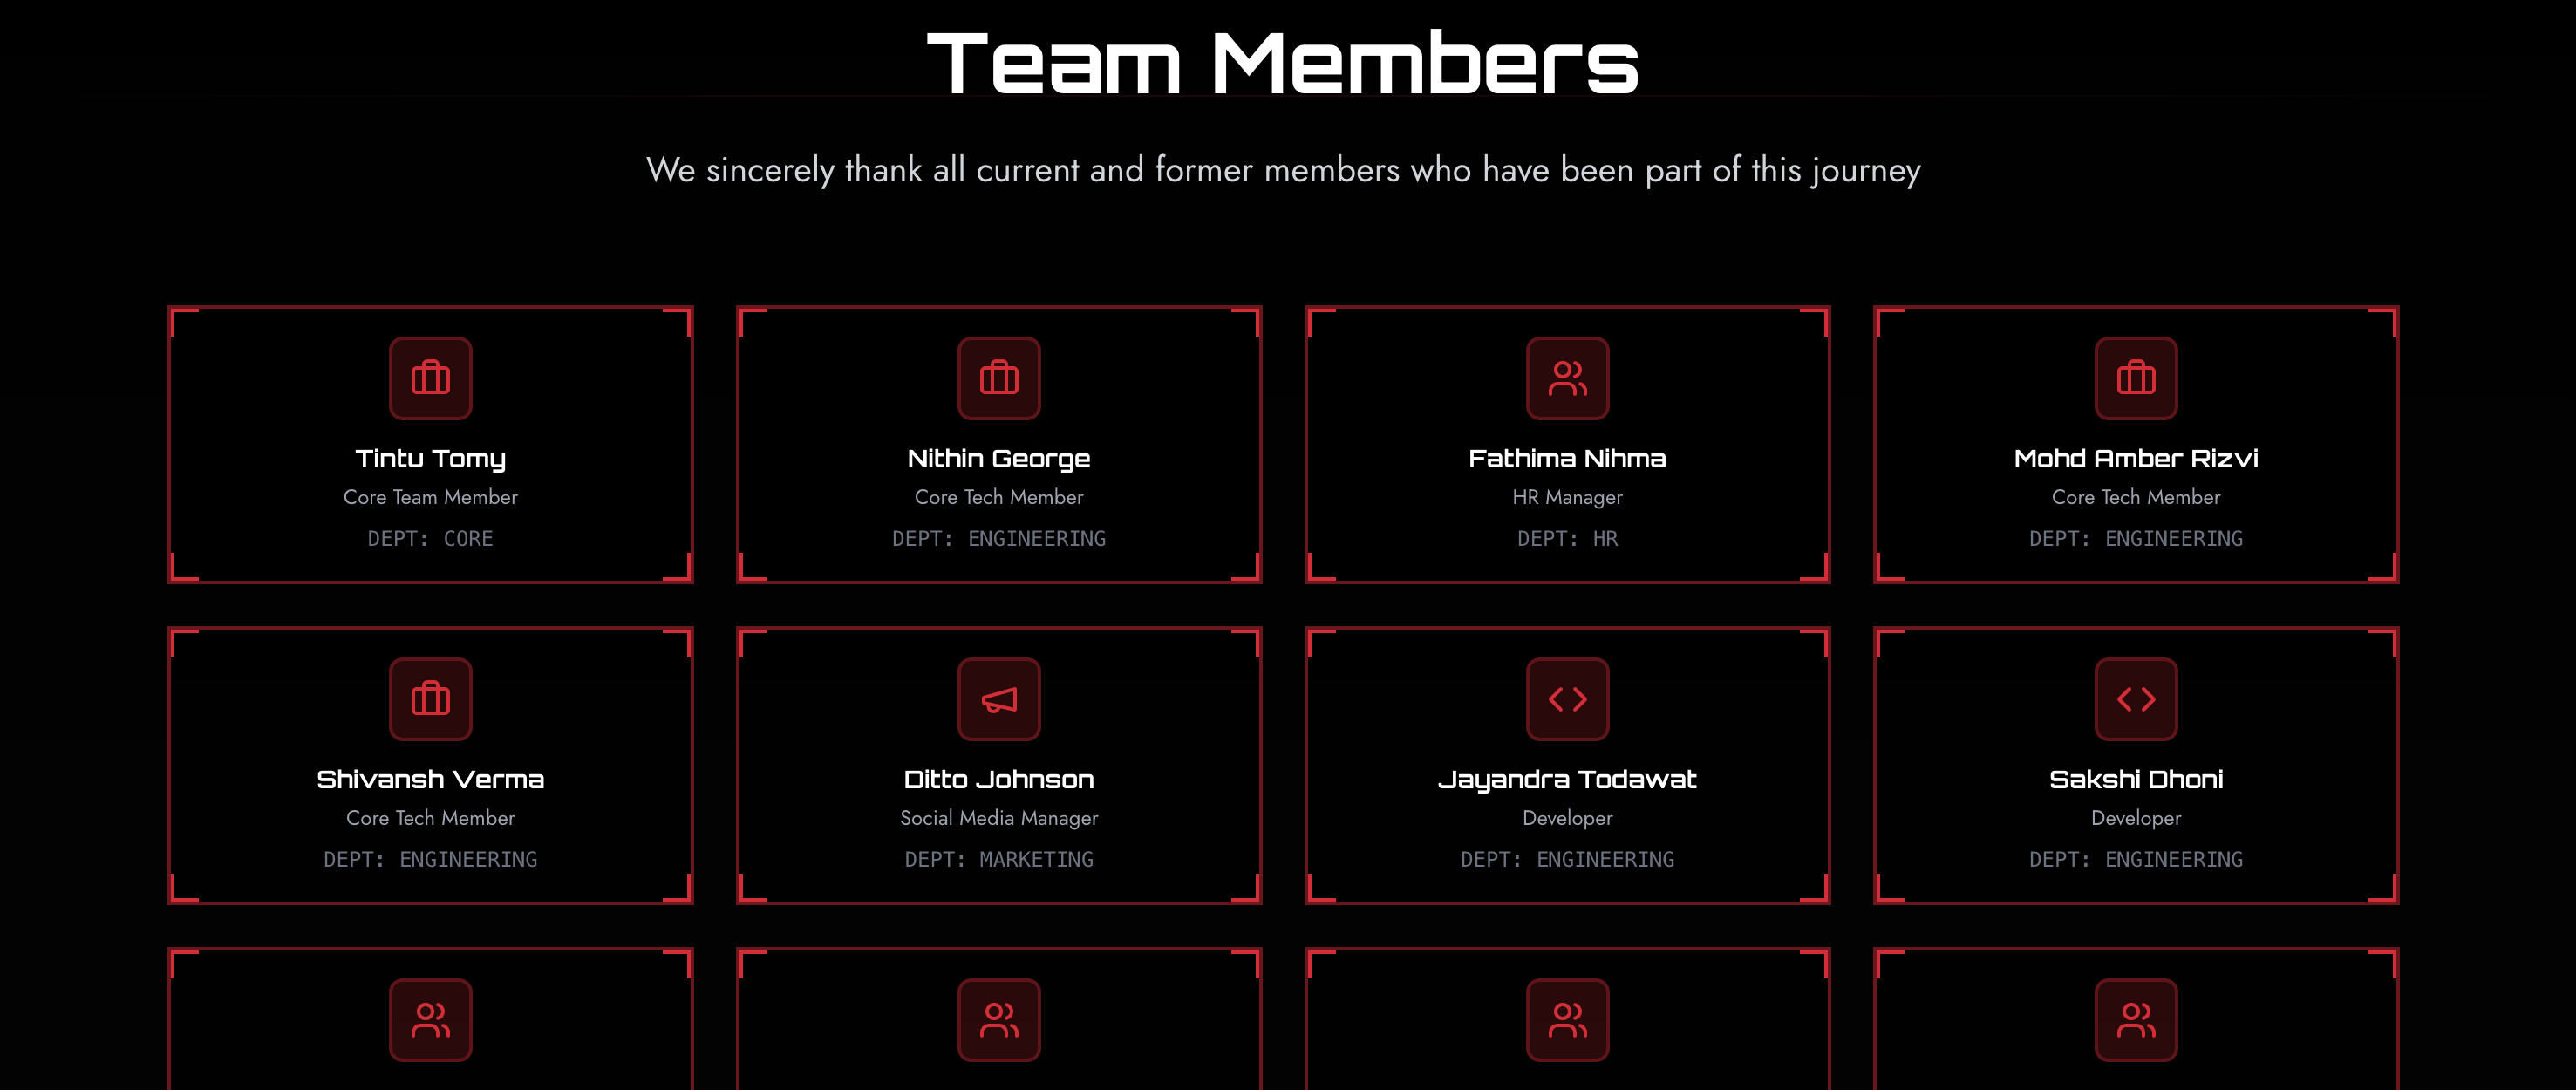 Team Members
We sincerely thank all current and former members who have been part of this journey
Tintu Tomy
Core Team Member
DEPT: CORE
Nithin George
Core Tech Member
DEPT: ENGINEERING
Fathima Nihma
HR Manager
DEPT: HR
Mohd Amber Rizvi
Core Tech Member
DEPT: ENGINEERING
Shivansh Verma
Core Tech Member
DEPT: ENGINEERING
Ditto Johnson
Social Media Manager
DEPT: MARKETING
Jayandra Todawat
Developer
DEPT: ENGINEERING
Sakshi Dhoni
Developer
DEPT: ENGINEERING